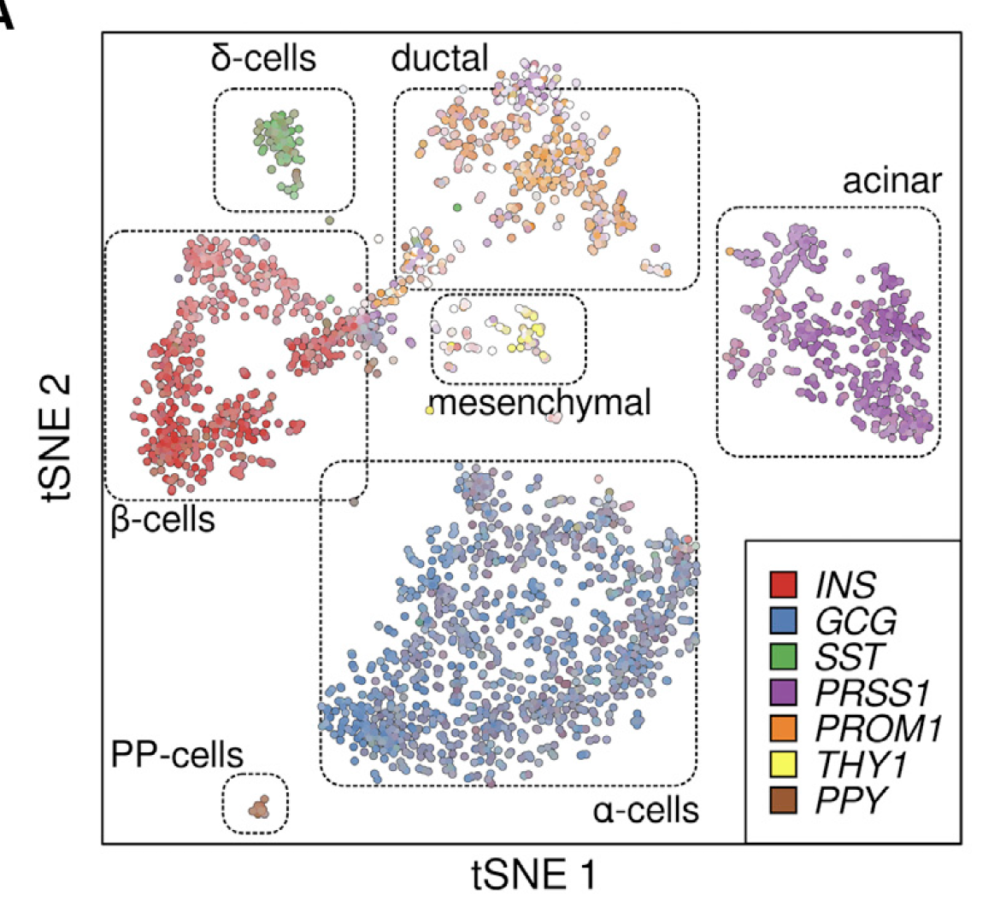 A
δ-cells
ductal
acinar
mesenchymal
β-cells
tSNE 2
INS
GCG
SST
PRSS1
PROM1
THY1
PPY
PP-cells
α-cells
tSNE 1